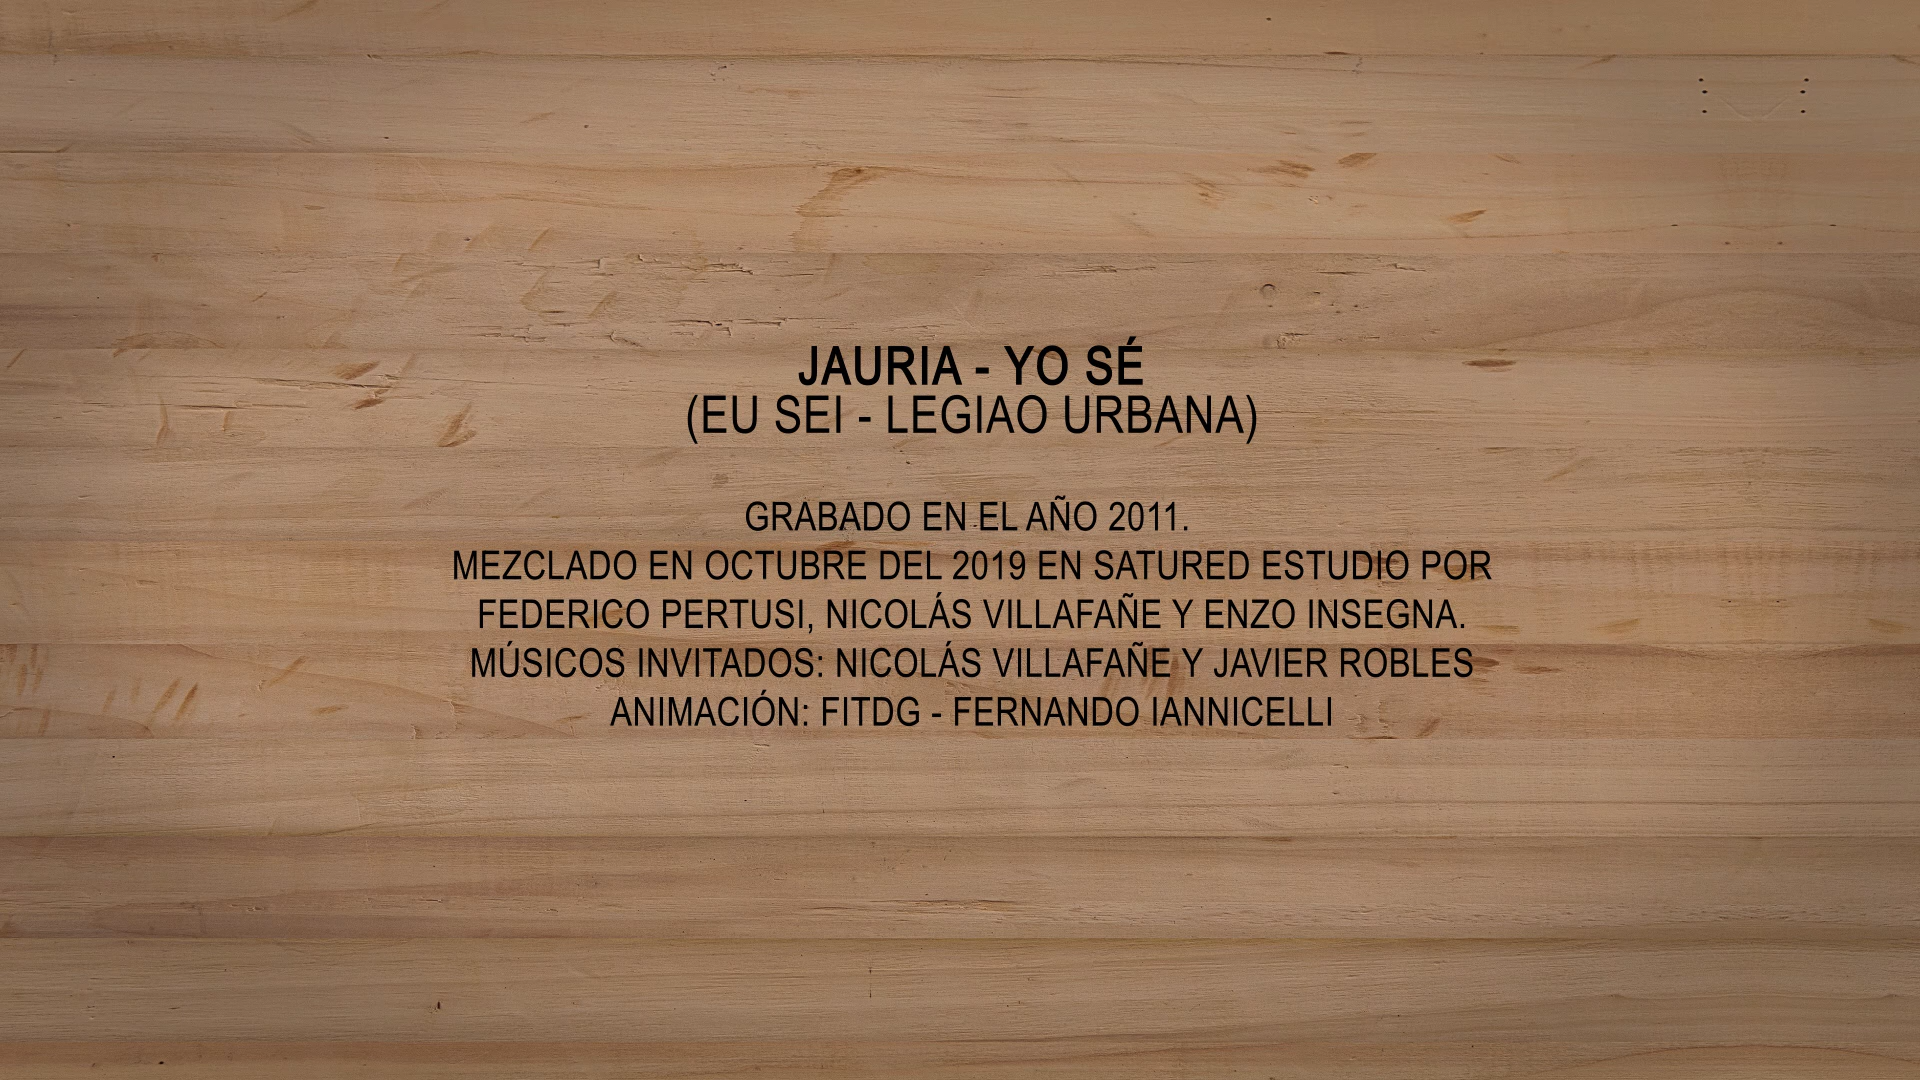 JAURIA - YO SÉ
(EU SEI - LEGIAO URBANA)
GRABADO EN EL AÑO 2011.
MEZCLADO EN OCTUBRE DEL 2019 EN SATURED ESTUDIO POR
FEDERICO PERTUSI, NICOLÁS VILLAFAÑE Y ENZO INSEGNA.
MÚSICOS INVITADOS: NICOLÁS VILLAFAÑE Y JAVIER ROBLES
ANIMACIÓN: FITDG - FERNANDO IANNICELLI